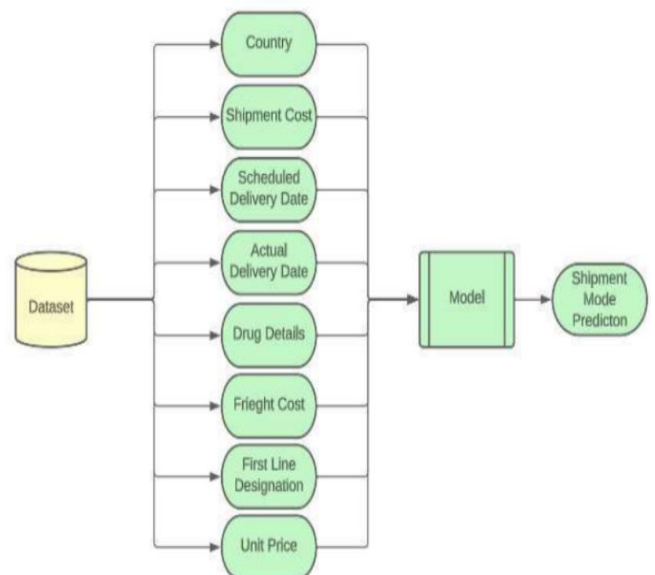 Country
Shipment Cost
Scheduled
Delivery Date
Actual
Delivery Date
Dataset
Drug Details
Frieght Cost
First Line
Designation
Unit Price
Model
Shipment
Mode
Predicton